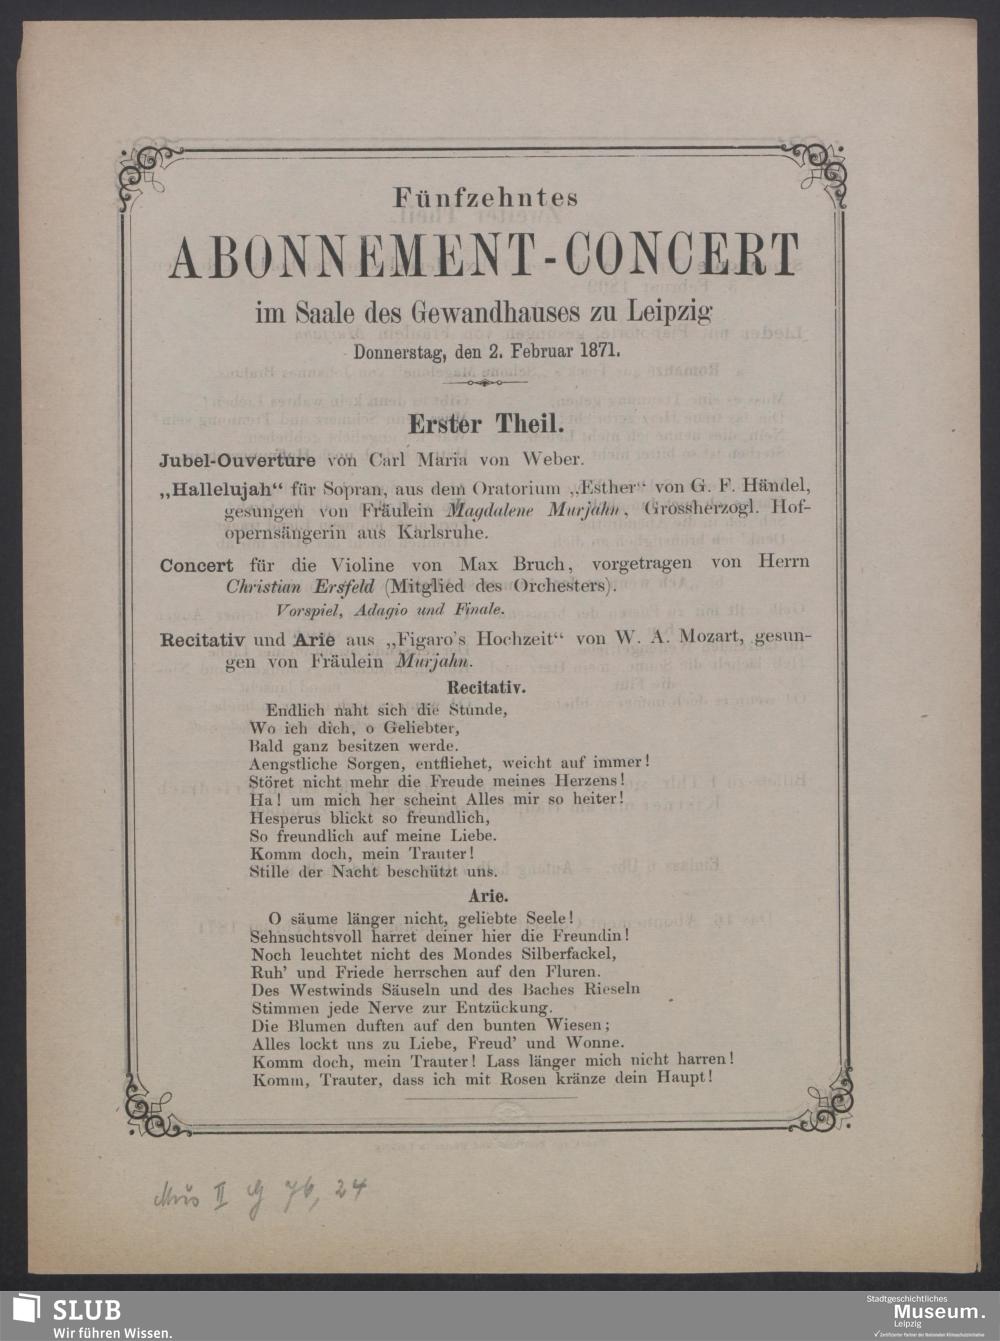 Fünfzehntes
ABONNEMENT-CONCERT
im Saale des Gewandhauses zu Leipzig
Donnerstag, den 2. Februar 1871.
Erster Theil.
Jubel-Ouverture von Carl Maria von Weber.
„Hallelujah“ für Sopran, aus dem Oratorium „Esther“ von G. F. Händel,
gesungen von Fräulein Magdalene Murjahn, Grossherzogl. Hof-
opernsängerin aus Karlsruhe.
Concert für die Violine von Max Bruch, vorgetragen von Herrn
Christian Ersfeld (Mitglied des Orchesters).
Vorspiel, Adagio und Finale.
Recitativ und Arie aus „Figaro's Hochzeit“ von W. A. Mozart, gesun-
gen von Fräulein Murjahn.
Recitativ.
Endlich naht sich die Stunde,
Wo ich dich, o Geliebter,
Bald ganz besitzen werde.
Aengstliche Sorgen, entfliehet, weicht auf immer!
Störet nicht mehr die Freude meines Herzens!
Ha! um mich her scheint Alles mir so heiter!
Hesperus blickt so freundlich,
So freundlich auf meine Liebe.
Komm doch, mein Trauter!
Stille der Nacht beschützt uns.
Arie.
O säume länger nicht, geliebte Seele!
Sehnsuchtsvoll harret deiner hier die Freundin!
Noch leuchtet nicht des Mondes Silberfackel,
Ruh' und Friede herrschen auf den Fluren.
Des Westwinds Säuseln und des Baches Rieseln
Stimmen jede Nerve zur Entzückung.
Die Blumen duften auf den bunten Wiesen;
Alles lockt uns zu Liebe, Freud' und Wonne.
Komm doch, mein Trauter! Lass länger mich nicht harren!
Komm, Trauter, dass ich mit Rosen kränze dein Haupt!
Mus II G 76, 24
SLUB
Wir führen Wissen.
Stadtgeschichtliches
Museum.
Leipzig